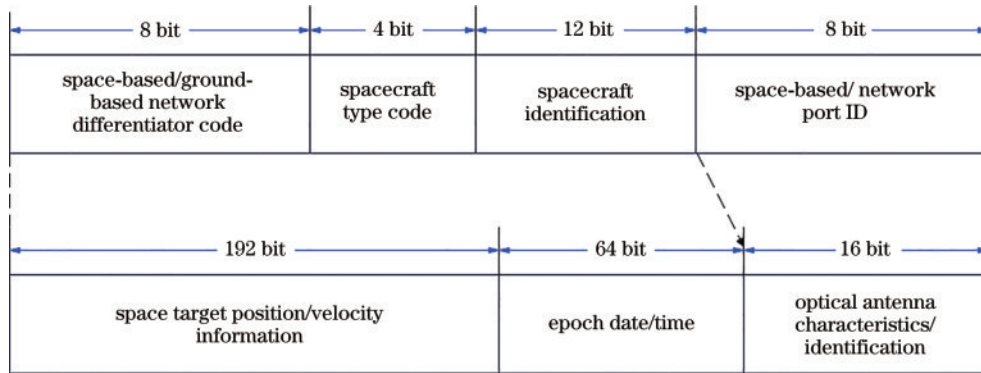 8 bit 4 bit 12 bit 8 bit
space-based/ground-
based network
differentiator code
spacecraft
type code
spacecraft
identification
space-based/ network
port ID
192 bit 64 bit 16 bit
space target position/velocity
information
epoch date/time
optical antenna
characteristics/
identification